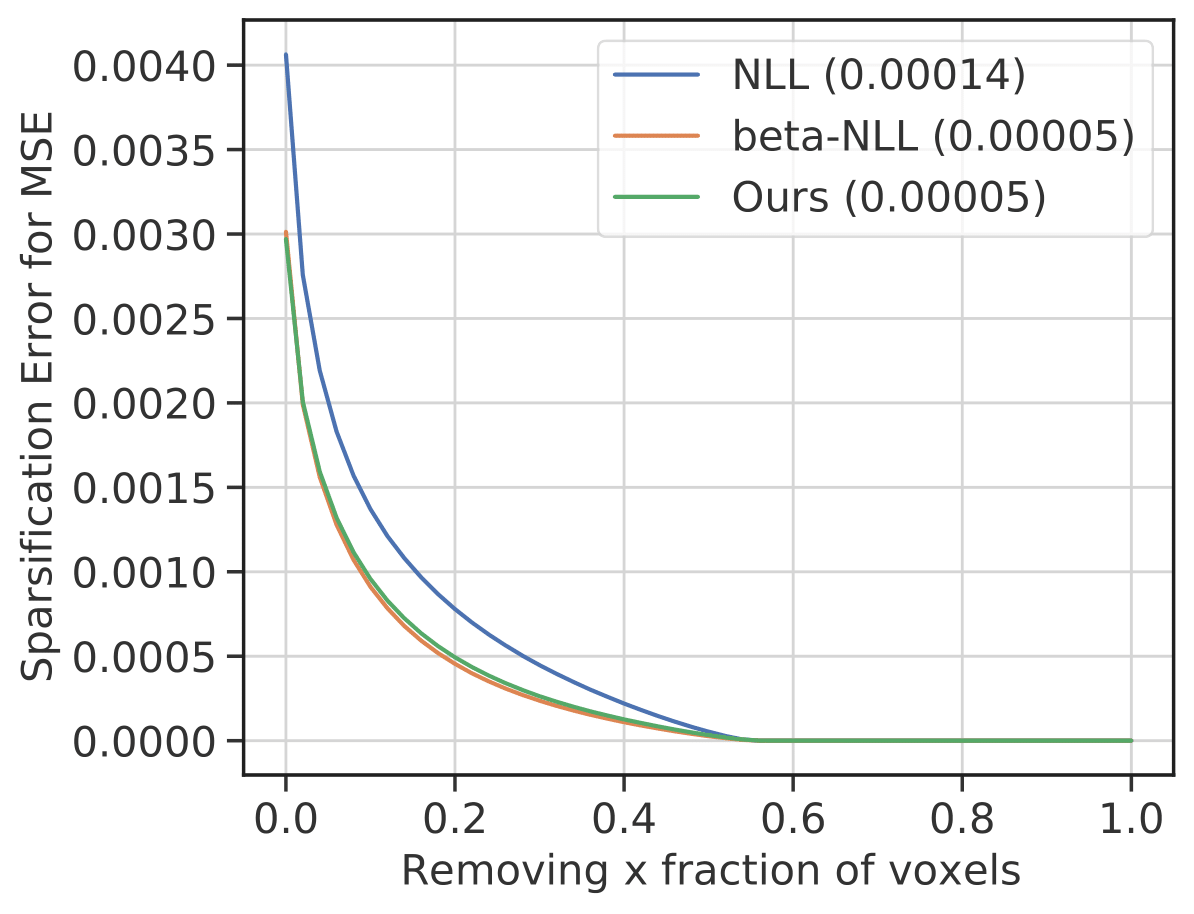 Sparsification Error for MSE
0.0040
0.0035
0.0030
0.0025
0.0020
0.0015
0.0010
0.0005
0.0000
NLL (0.00014)
beta-NLL (0.00005)
Ours (0.00005)
0.0 0.2 0.4 0.6 0.8 1.0
Removing x fraction of voxels